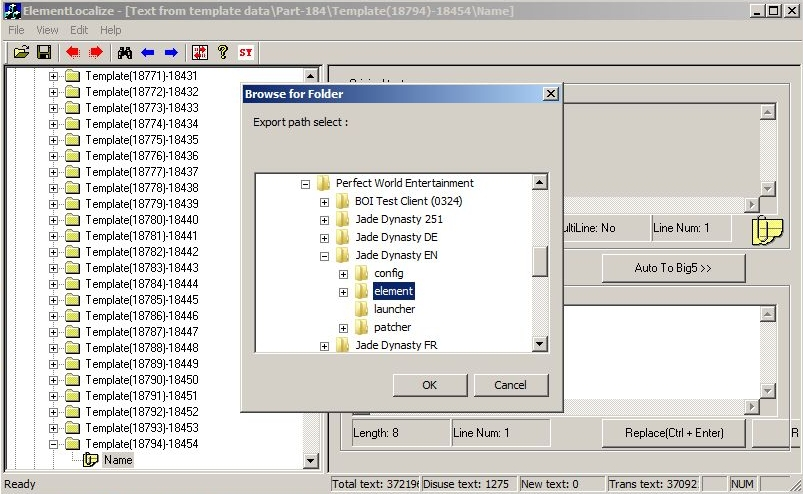 ElementLocalize - [Text from template data\Part-184\Template(18794)-18454\Name]
File View Edit Help
SY
Template(18771)-18431
Template(18772)-18432
Template(18773)-18433
Template(18774)-18434
Template(18775)-18435
Template(18776)-18436
Template(18777)-18437
Template(18778)-18438
Template(18779)-18439
Template(18780)-18440
Template(18781)-18441
Template(18782)-18442
Template(18783)-18443
Template(18784)-18444
Template(18785)-18445
Template(18786)-18446
Template(18787)-18447
Template(18788)-18448
Template(18789)-18449
Template(18790)-18450
Template(18791)-18451
Template(18792)-18452
Template(18793)-18453
Template(18794)-18454
Name
Browse for Folder
Export path select :
Perfect World Entertainment
BOI Test Client (0324)
Jade Dynasty 251
Jade Dynasty DE
Jade Dynasty EN
config
element
launcher
patcher
Jade Dynasty FR
OK Cancel
ultiLine: No Line Num: 1
Auto To Big5 >>
Length: 8 Line Num: 1 Replace(Ctrl + Enter) R
Ready Total text: 37219 Disuse text: 1275 New text: 0 Trans text: 37092 NUM